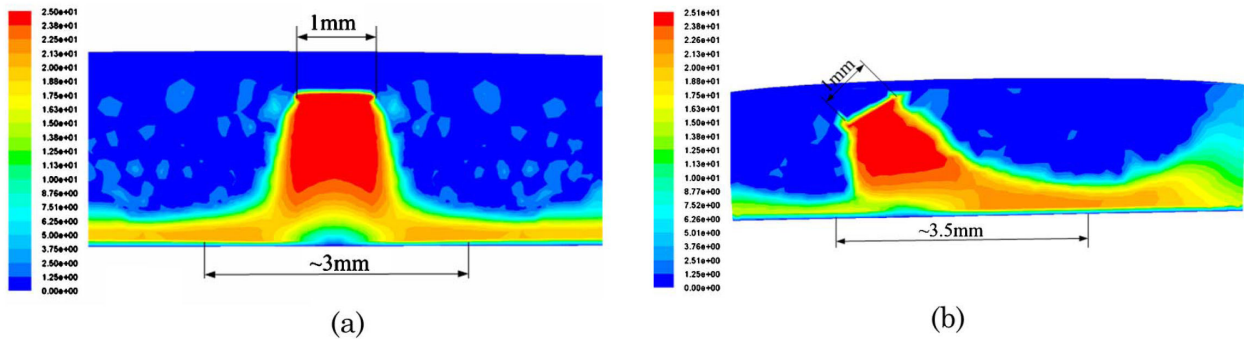 2.50e+01
2.38e+01
2.25e+01
2.13e+01
2.00e+01
1.88e+01
1.75e+01
1.63e+01
1.50e+01
1.38e+01
1.25e+01
1.13e+01
1.00e+01
8.76e+00
7.51e+00
6.25e+00
5.00e+00
3.75e+00
2.50e+00
1.25e+00
0.00e+00
1mm
~3mm
(a)
2.51e+01
2.38e+01
2.26e+01
2.13e+01
2.01e+01
1.88e+01
1.75e+01
1.63e+01
1.50e+01
1.38e+01
1.25e+01
1.13e+01
1.00e+01
8.77e+00
7.52e+00
6.27e+00
5.01e+00
3.76e+00
2.51e+00
1.25e+00
0.00e+00
1mm
~3.5mm
(b)